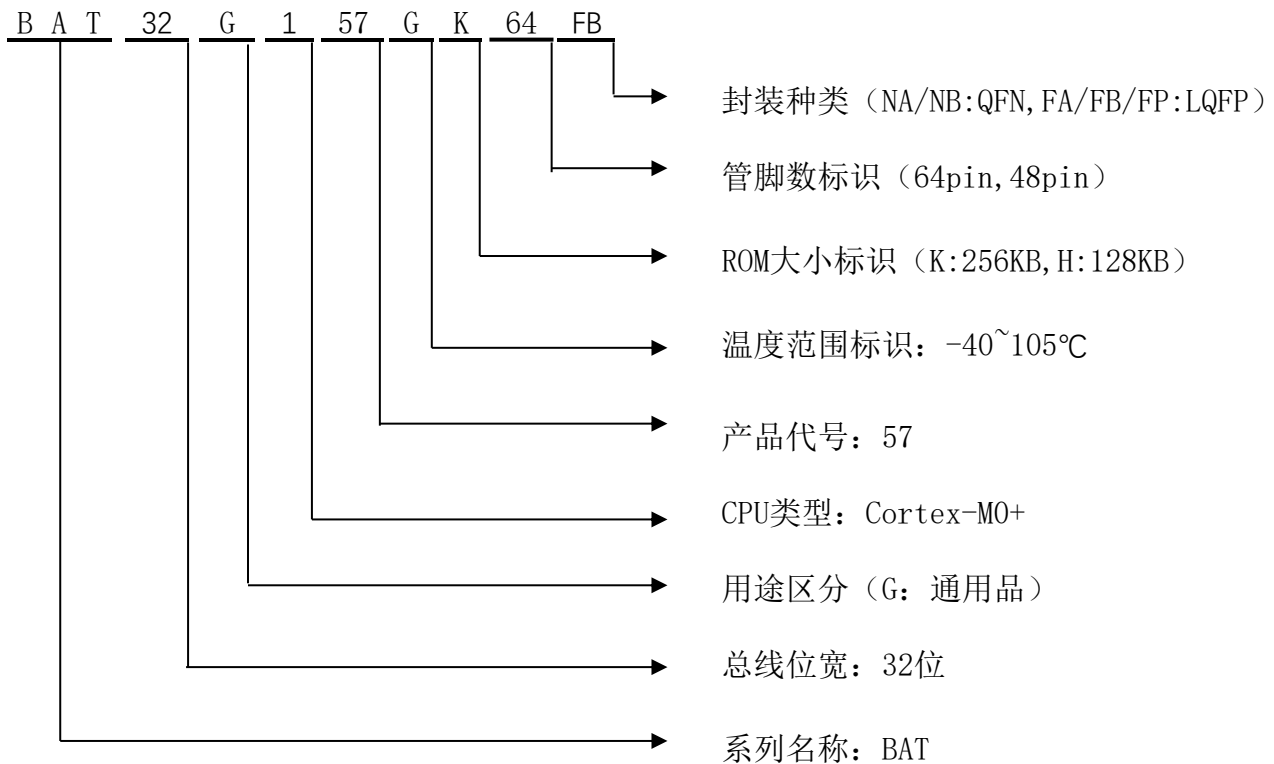 BAT 32 G 1 57 G K 64 FB
封装种类（NA/NB:QFN,FA/FB/FP:LQFP）
管脚数标识（64pin,48pin）
ROM大小标识（K:256KB,H:128KB）
温度范围标识：-40~105℃
产品代号：57
CPU类型：Cortex-M0+
用途区分（G：通用品）
总线位宽：32位
系列名称：BAT